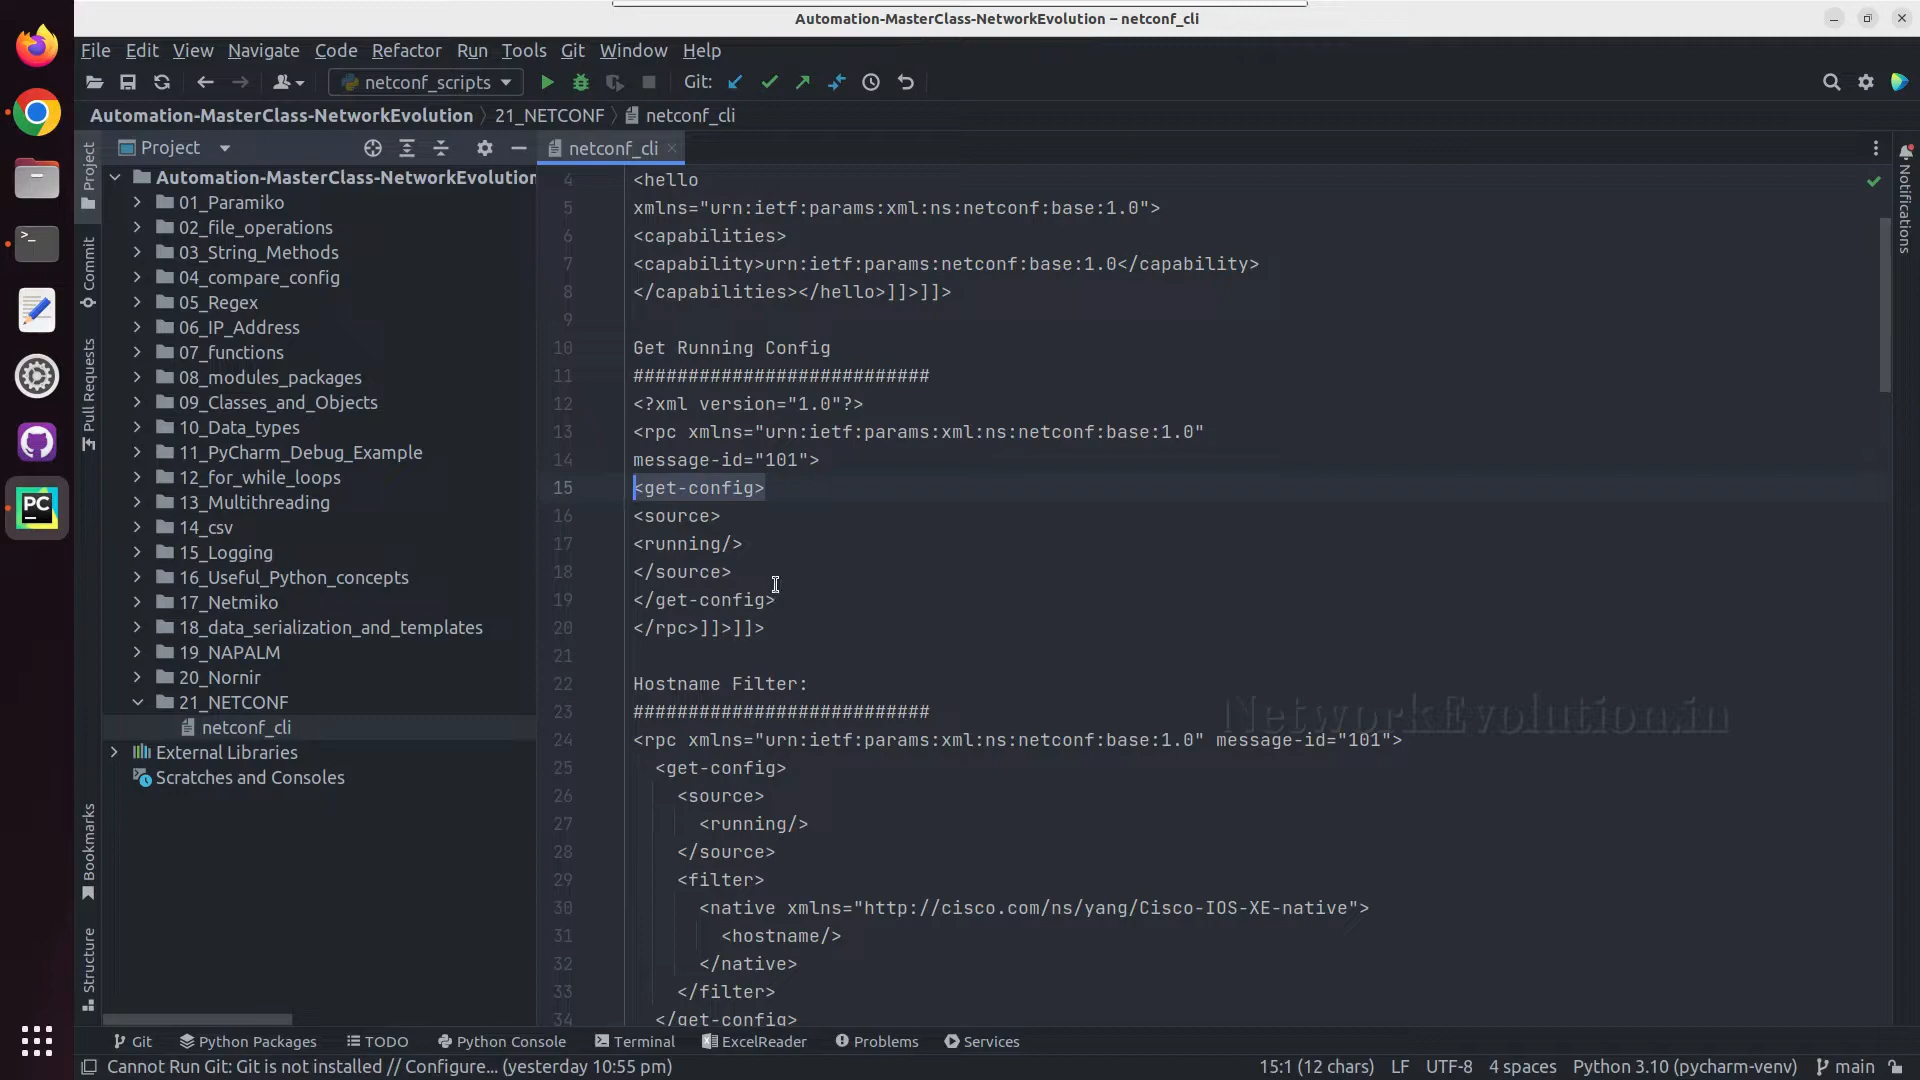 Automation-MasterClass-NetworkEvolution – netconf_cli
File Edit View Navigate Code Refactor Run Tools Git Window Help
netconf_scripts Git:
Automation-MasterClass-NetworkEvolution 21_NETCONF netconf_cli
Project
netconf_cli
Automation-MasterClass-NetworkEvolution
01_Paramiko
02_file_operations
03_String_Methods
04_compare_config
05_Regex
06_IP_Address
07_functions
08_modules_packages
09_Classes_and_Objects
10_Data_types
11_PyCharm_Debug_Example
12_for_while_loops
13_Multithreading
14_csv
15_Logging
16_Useful_Python_concepts
17_Netmiko
18_data_serialization_and_templates
19_NAPALM
20_Nornir
21_NETCONF
netconf_cli
External Libraries
Scratches and Consoles
Project
Commit
Pull Requests
Bookmarks
Structure
4 <hello
5 xmlns="urn:ietf:params:xml:ns:netconf:base:1.0">
6 <capabilities>
7 <capability>urn:ietf:params:netconf:base:1.0</capability>
8 </capabilities></hello>]]>]]>
9
10 Get Running Config
11 ###########################
12 <?xml version="1.0"?>
13 <rpc xmlns="urn:ietf:params:xml:ns:netconf:base:1.0"
14 message-id="101">
15 <get-config>
16 <source>
17 <running/>
18 </source>
19 </get-config>
20 </rpc>]]>]]>
21
22 Hostname Filter:
23 ###########################
24 <rpc xmlns="urn:ietf:params:xml:ns:netconf:base:1.0" message-id="101">
25 <get-config>
26 <source>
27 <running/>
28 </source>
29 <filter>
30 <native xmlns="http://cisco.com/ns/yang/Cisco-IOS-XE-native">
31 <hostname/>
32 </native>
33 </filter>
34 </get-config>
NetworkEvolution.in
Notifications
PC
Git Python Packages TODO Python Console Terminal ExcelReader Problems Services
Cannot Run Git: Git is not installed // Configure... (yesterday 10:55 pm) 15:1 (12 chars) LF UTF-8 4 spaces Python 3.10 (pycharm-venv) main